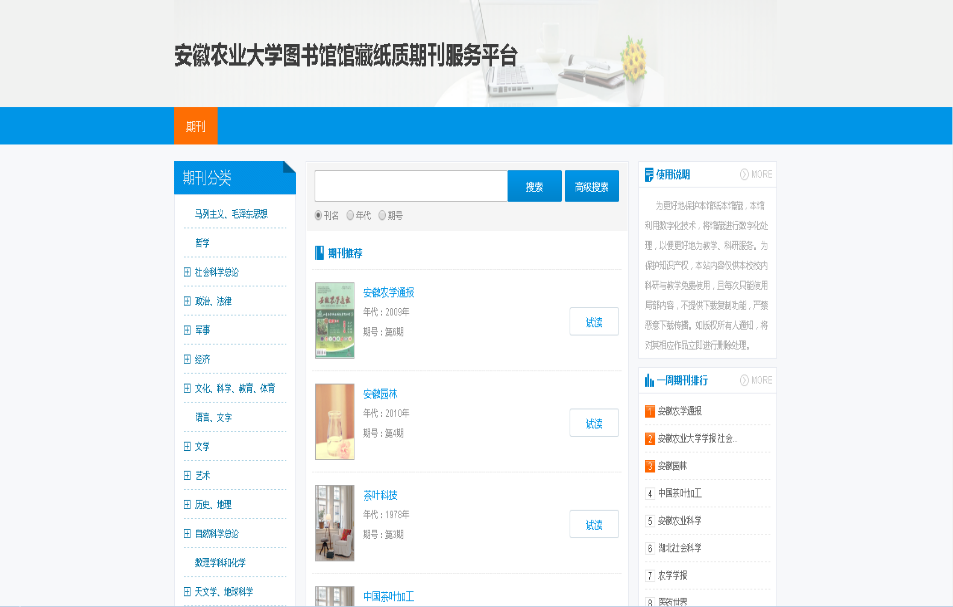 安徽农业大学图书馆馆藏纸质期刊服务平台
期刊
期刊分类
马列主义、毛泽东思想
哲学
社会科学总论
政治、法律
军事
经济
文化、科学、教育、体育
语言、文字
文学
艺术
历史、地理
自然科学总论
数理学科和化学
天文学、地球科学
搜索
高级搜索
刊名 年代 期号
期刊推荐
安徽农学通报
年代：2009年
期号：第6期
试读
安徽园林
年代：2010年
期号：第4期
试读
茶叶科技
年代：1978年
期号：第3期
试读
中国茶叶加工
使用说明 MORE
为更好地保护本馆纸本馆藏，本馆
利用数字化技术，将馆藏进行数字化处
理，以便更好地为教学、科研服务。为
保护知识产权，本站内容仅供本校校内
科研与教学免费使用，且每次只能使用
局部内容，不提供下载复制功能，严禁
恶意下载传播。如版权所有人通知，将
对其相应作品立即进行删除处理。
一周期刊排行 MORE
1 安徽农学通报
2 安徽农业大学学报社会...
3 安徽园林
4 中国茶叶加工
5 安徽农业科学
6 湖北社会科学
7 农学学报
8 医药世界